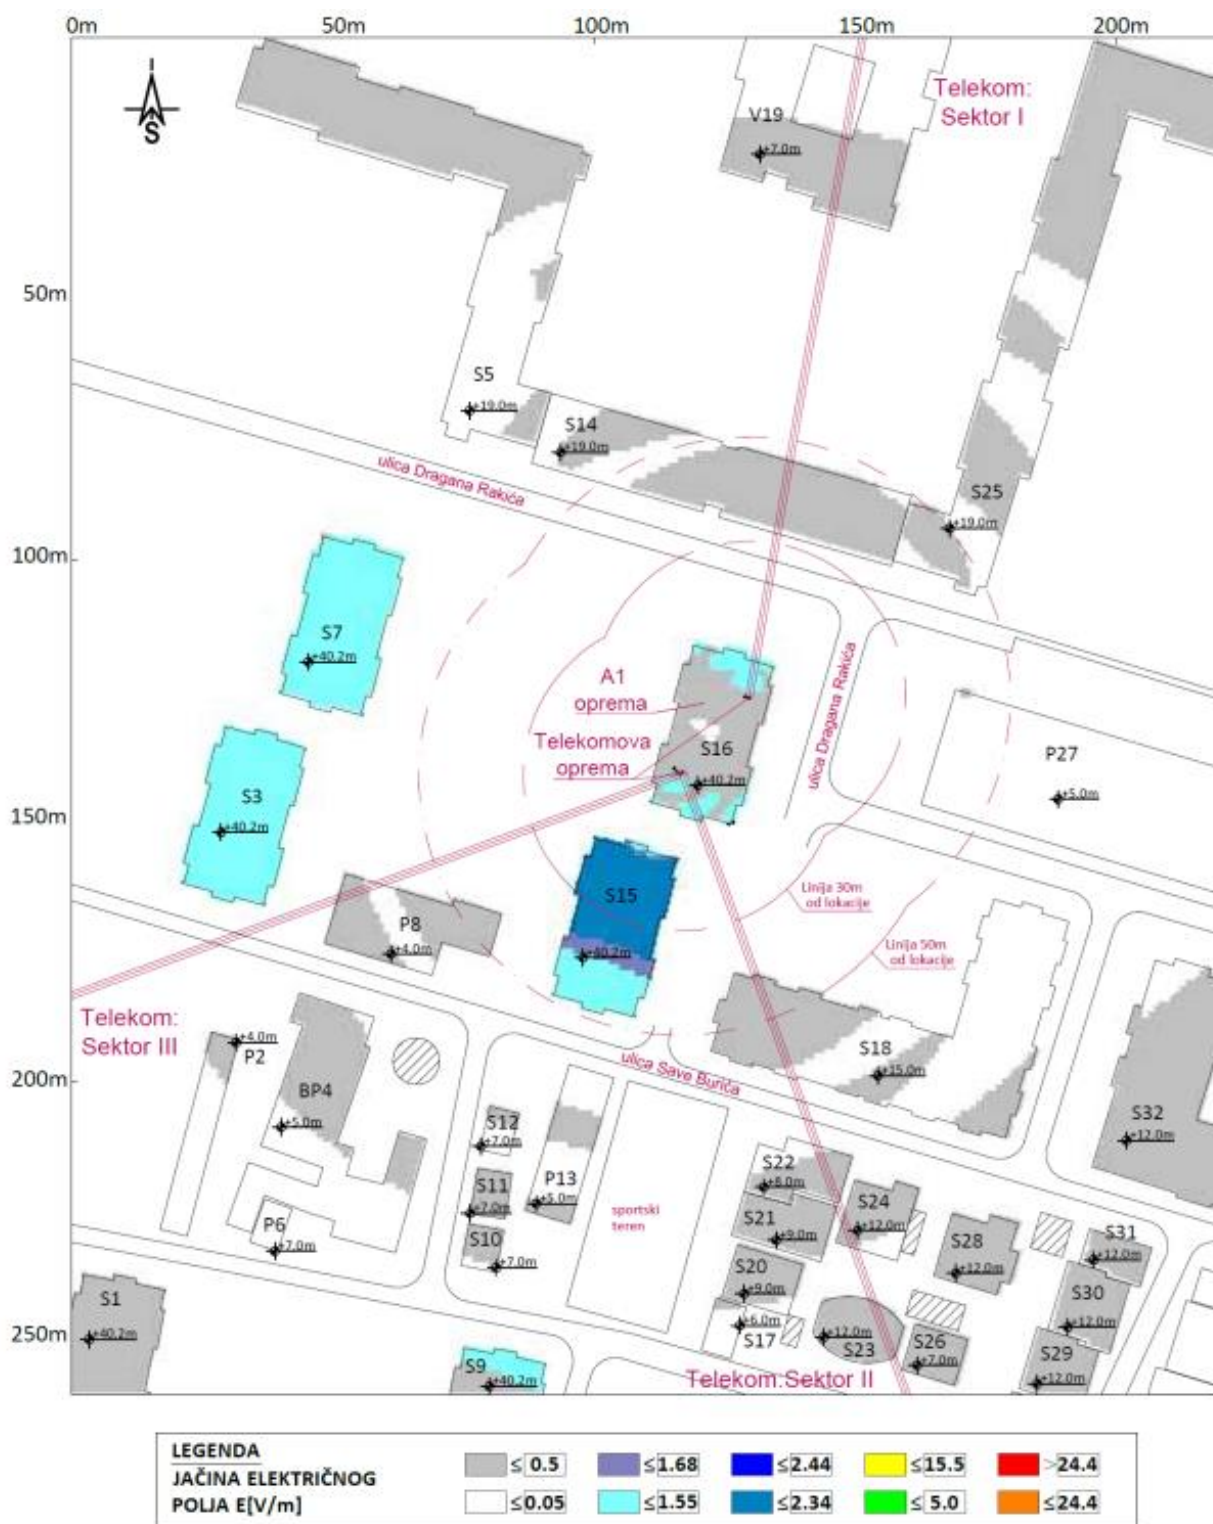 0m 50m 100m 150m 200m
S
V19
+7.0m
Telekom:
Sektor I
50m
S5
+19.0m
S14
+19.0m
ulica Dragana Rakića
S25
+19.0m
100m
S7
+40.2m
A1
oprema
Telekomova
oprema
S16
+40.2m
ulica Dragana Rakića
P27
+5.0m
S3
+40.2m
150m
S15
+40.2m
Linija 30m
od lokacije
P8
+4.0m
Linija 50m
od lokacije
Telekom:
Sektor III
+4.0m
P2
S18
+15.0m
ulica Save Burića
200m
BP4
+5.0m
S12
+7.0m
S32
+12.0m
S11
+7.0m
P13
+5.0m
sportski
teren
S22
S24
+12.0m
P6
+7.0m
S10
+7.0m
S21
+9.0m
S28
+12.0m
S31
+12.0m
S20
+9.0m
S30
+12.0m
S1
+40.2m
250m
+6.0m
S17
+12.0m
S23
S26
+7.0m
S29
+12.0m
S9
+40.2m
Telekom:Sektor II
LEGENDA
JAČINA ELEKTRIČNOG
POLJA E[V/m]
≤ 0.5 ≤1.68 ≤2.44 ≤15.5 >24.4
≤0.05 ≤1.55 ≤2.34 ≤ 5.0 ≤24.4